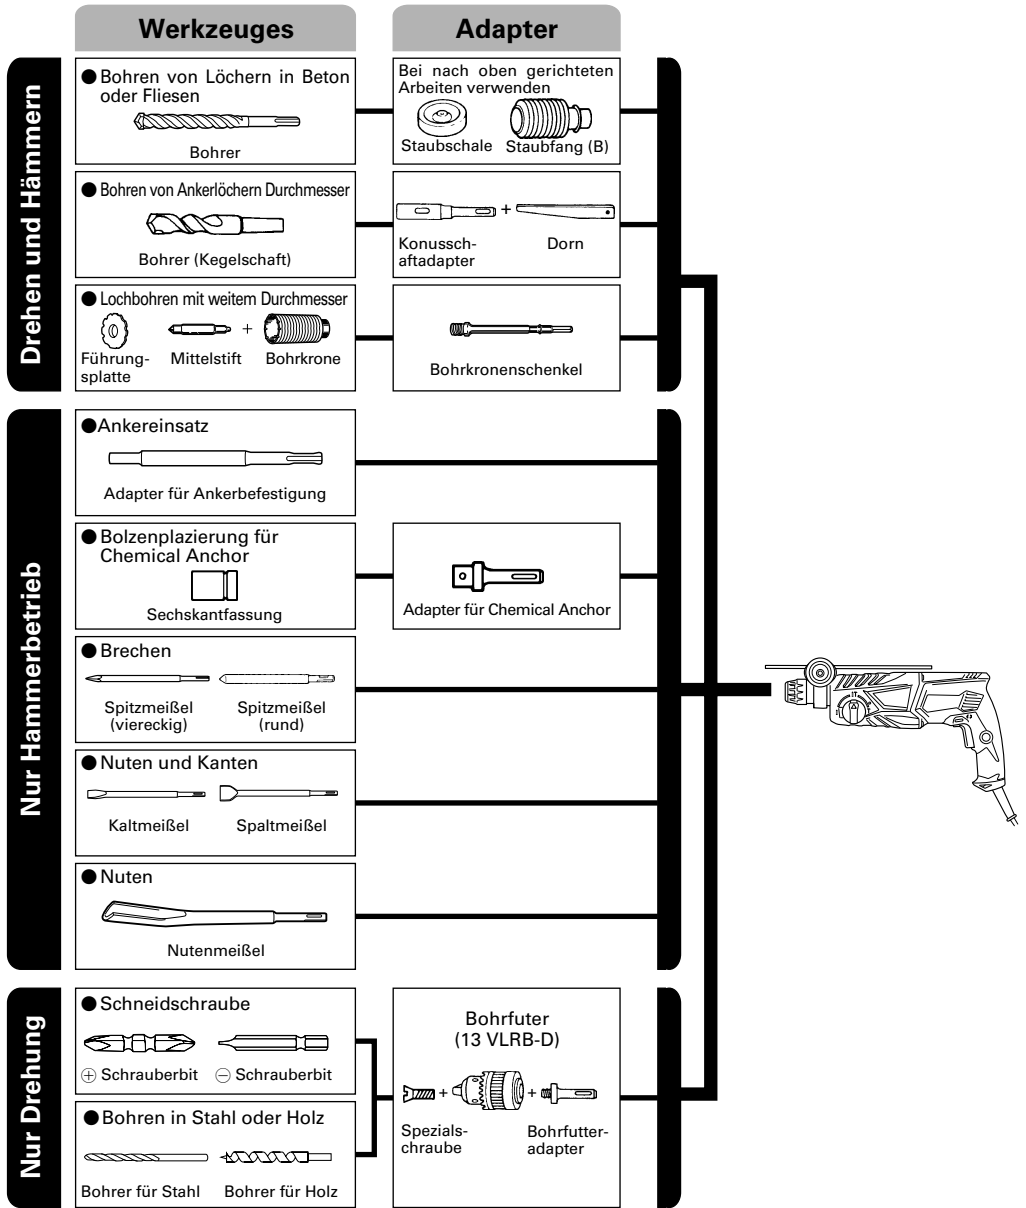 Werkzeuges
Adapter
Drehen und Hämmern
● Bohren von Löchern in Beton
oder Fliesen
Bohrer
Bei nach oben gerichteten
Arbeiten verwenden
Staubschale
Staubfang (B)
● Bohren von Ankerlöchern Durchmesser
Bohrer (Kegelschaft)
+
Konussch-
aftadapter
Dorn
● Lochbohren mit weitem Durchmesser
+
Führung-
splatte
Mittelstift
Bohrkrone
Bohrkronenschenkel
Nur Hammerbetrieb
●Ankereinsatz
Adapter für Ankerbefestigung
● Bolzenplazierung für
Chemical Anchor
Sechskantfassung
Adapter für Chemical Anchor
● Brechen
Spitzmeißel
(viereckig)
Spitzmeißel
(rund)
● Nuten und Kanten
Kaltmeißel
Spaltmeißel
● Nuten
Nutenmeißel
Nur Drehung
● Schneidschraube
⊕ Schrauberbit
⊖ Schrauberbit
● Bohren in Stahl oder Holz
Bohrer für Stahl
Bohrer für Holz
Bohrfuter
(13 VLRB-D)
+ +
Spezials-
chraube
Bohrfutter-
adapter